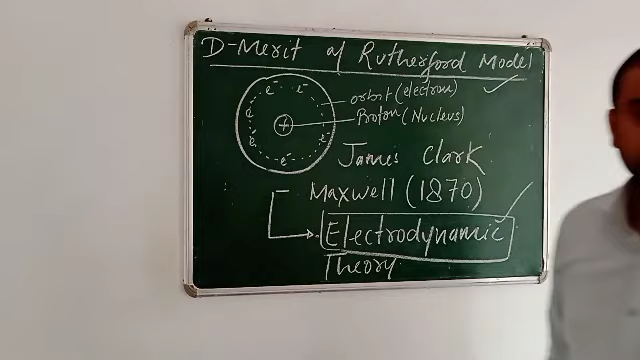 D-Merit of Rutherford Model
orbit (electron)
Proton (Nucleus)
e⁻ e⁻
e
e e⁻
e⁻
+
James Clark
Maxwell (1870)
Electrodynamic
Theory